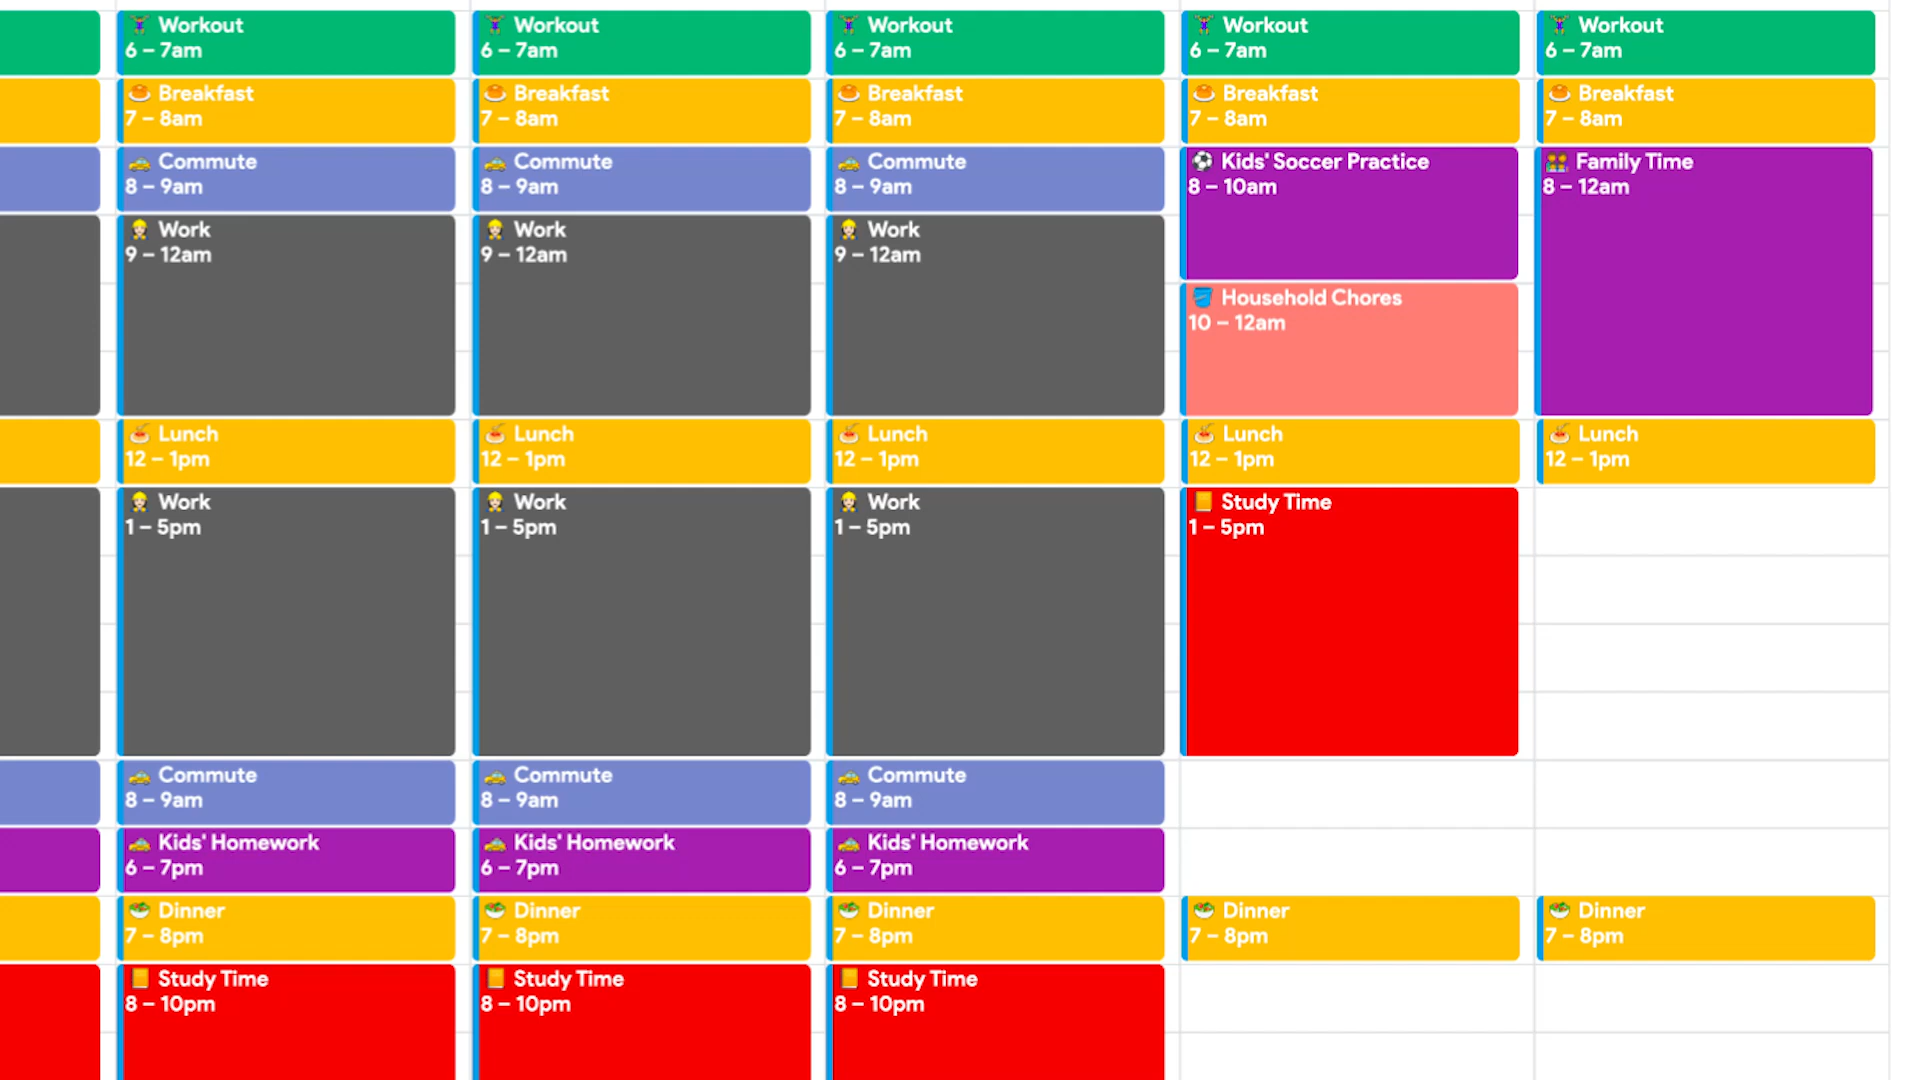 Workout
6 – 7am
Breakfast
7 – 8am
Commute
8 – 9am
Work
9 – 12am
Lunch
12 – 1pm
Work
1 – 5pm
Commute
8 – 9am
Kids' Homework
6 – 7pm
Dinner
7 – 8pm
Study Time
8 – 10pm
Workout
6 – 7am
Breakfast
7 – 8am
Commute
8 – 9am
Work
9 – 12am
Lunch
12 – 1pm
Work
1 – 5pm
Commute
8 – 9am
Kids' Homework
6 – 7pm
Dinner
7 – 8pm
Study Time
8 – 10pm
Workout
6 – 7am
Breakfast
7 – 8am
Commute
8 – 9am
Work
9 – 12am
Lunch
12 – 1pm
Work
1 – 5pm
Commute
8 – 9am
Kids' Homework
6 – 7pm
Dinner
7 – 8pm
Study Time
8 – 10pm
Workout
6 – 7am
Breakfast
7 – 8am
Kids' Soccer Practice
8 – 10am
Household Chores
10 – 12am
Lunch
12 – 1pm
Study Time
1 – 5pm
Dinner
7 – 8pm
Workout
6 – 7am
Breakfast
7 – 8am
Family Time
8 – 12am
Lunch
12 – 1pm
Dinner
7 – 8pm